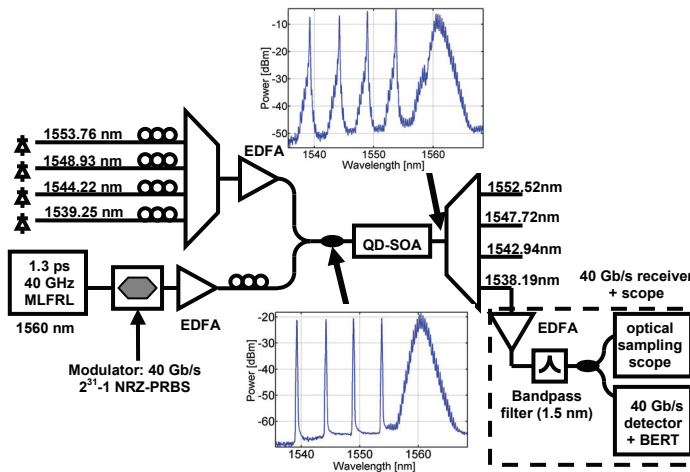 -10
-20
-30
-40
-50
Power [dBm]
1540
1550
1560
Wavelength [nm]
1553.76 nm
1548.93 nm
1544.22 nm
1539.25 nm
EDFA
QD-SOA
1552.52nm
1547.72nm
1542.94nm
1538.19nm
1.3 ps
40 GHz
MLFRL
1560 nm
EDFA
Modulator: 40 Gb/s
2³¹-1 NRZ-PRBS
-20
-30
-40
-50
-60
Power [dBm]
1540
1550
1560
Wavelength [nm]
40 Gb/s receiver
+ scope
EDFA
Bandpass
filter (1.5 nm)
optical
sampling
scope
40 Gb/s
detector
+ BERT